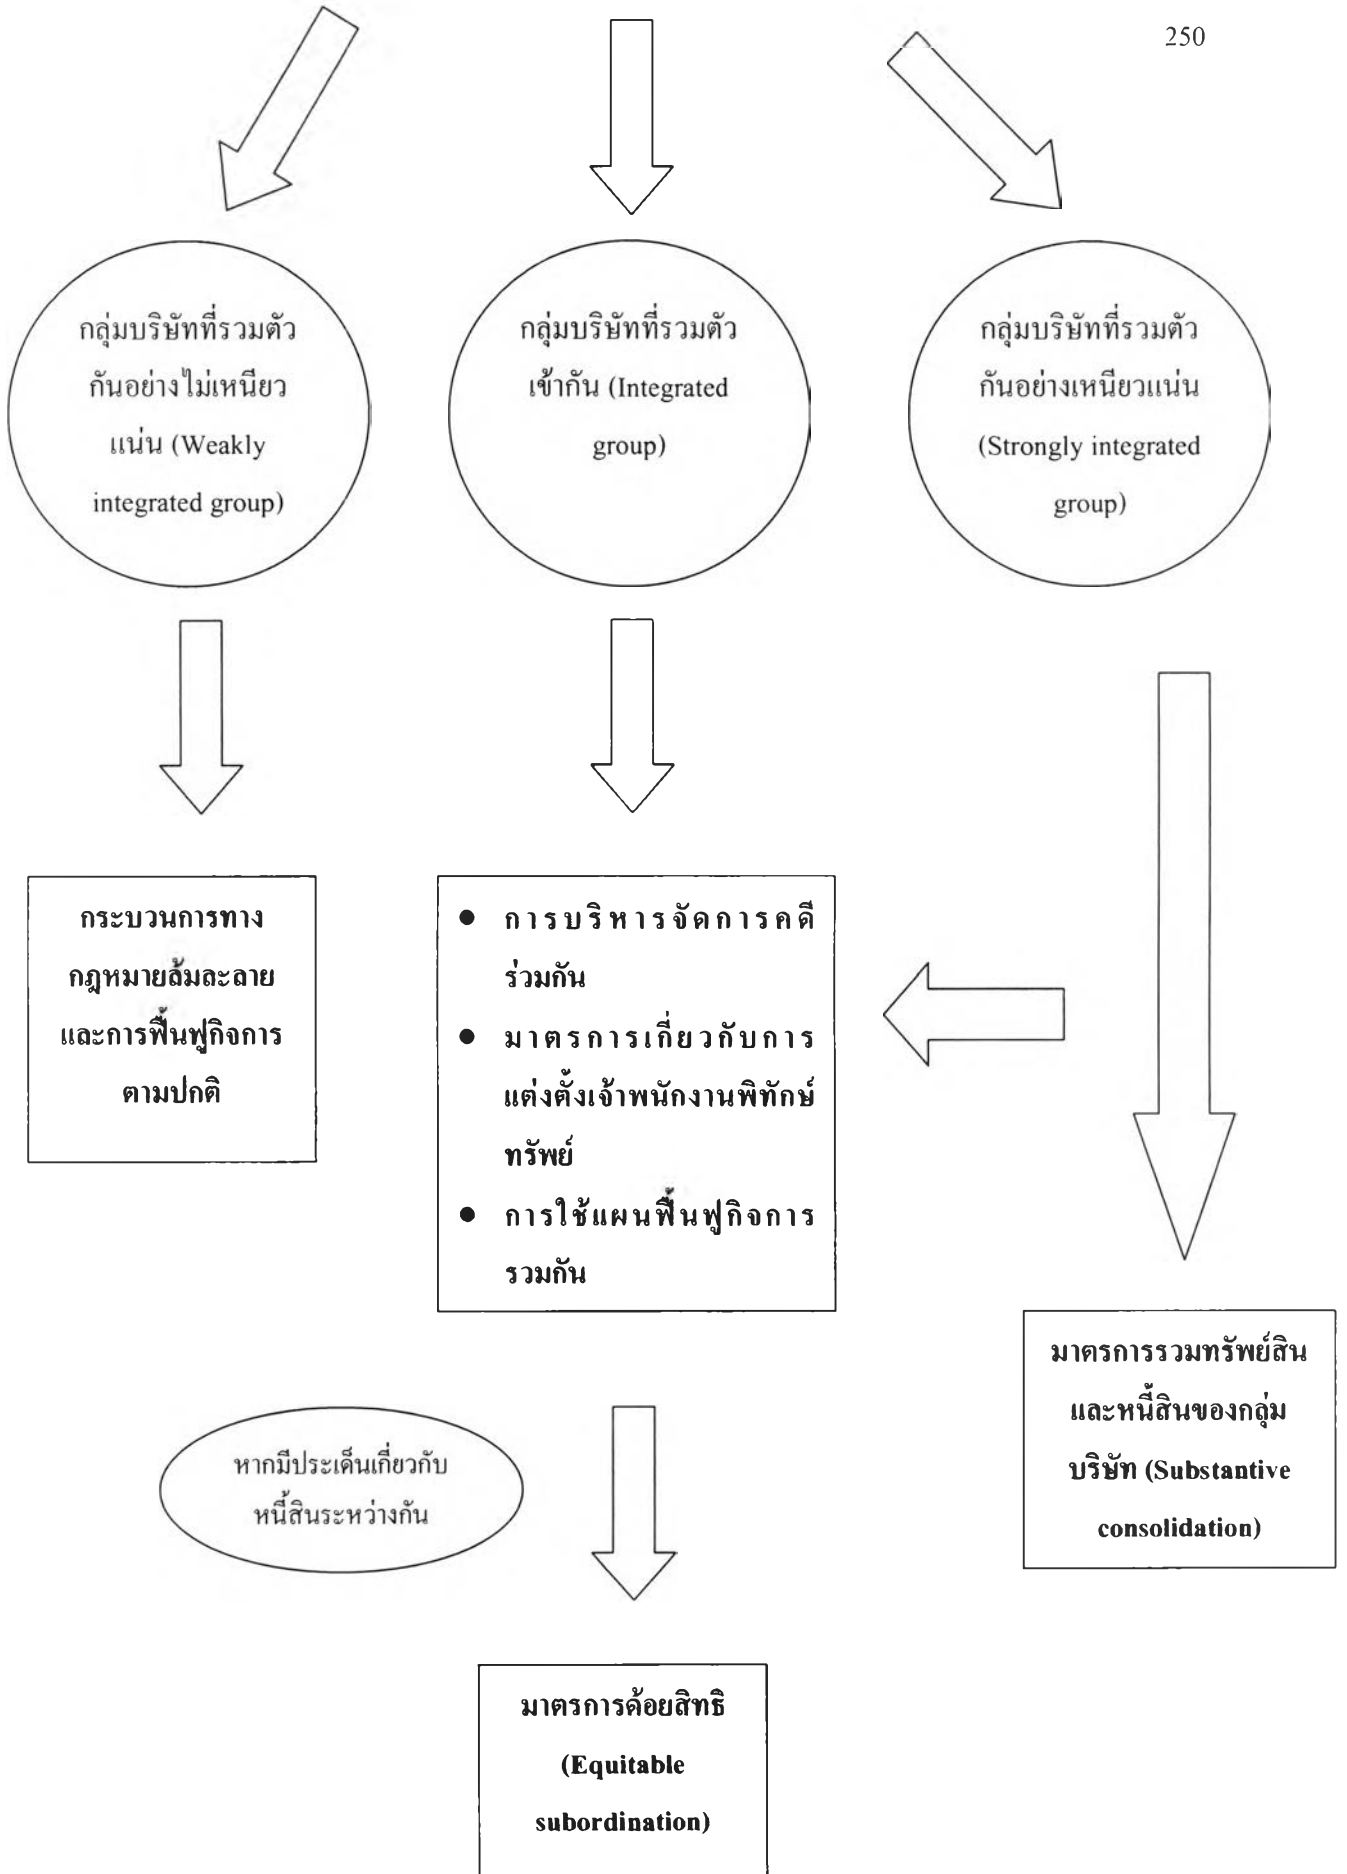 250
กลุ่มบริษัทที่รวมตัว
กันอย่างไม่เหนียว
แน่น (Weakly
integrated group)
กลุ่มบริษัทที่รวมตัว
เข้ากัน (Integrated
group)
กลุ่มบริษัทที่รวมตัว
กันอย่างเหนียวแน่น
(Strongly integrated
group)
กระบวนการทาง
กฎหมายล้มละลาย
และการฟื้นฟูกิจการ
ตามปกติ
● การบริหารจัดการคดี
ร่วมกัน
● มาตรการเกี่ยวกับการ
แต่งตั้งเจ้าพนักงานพิทักษ์
ทรัพย์
● การใช้แผนฟื้นฟูกิจการ
รวมกัน
มาตรการรวมทรัพย์สิน
และหนี้สินของกลุ่ม
บริษัท (Substantive
consolidation)
หากมีประเด็นเกี่ยวกับ
หนี้สินระหว่างกัน
มาตรการด้อยสิทธิ
(Equitable
subordination)